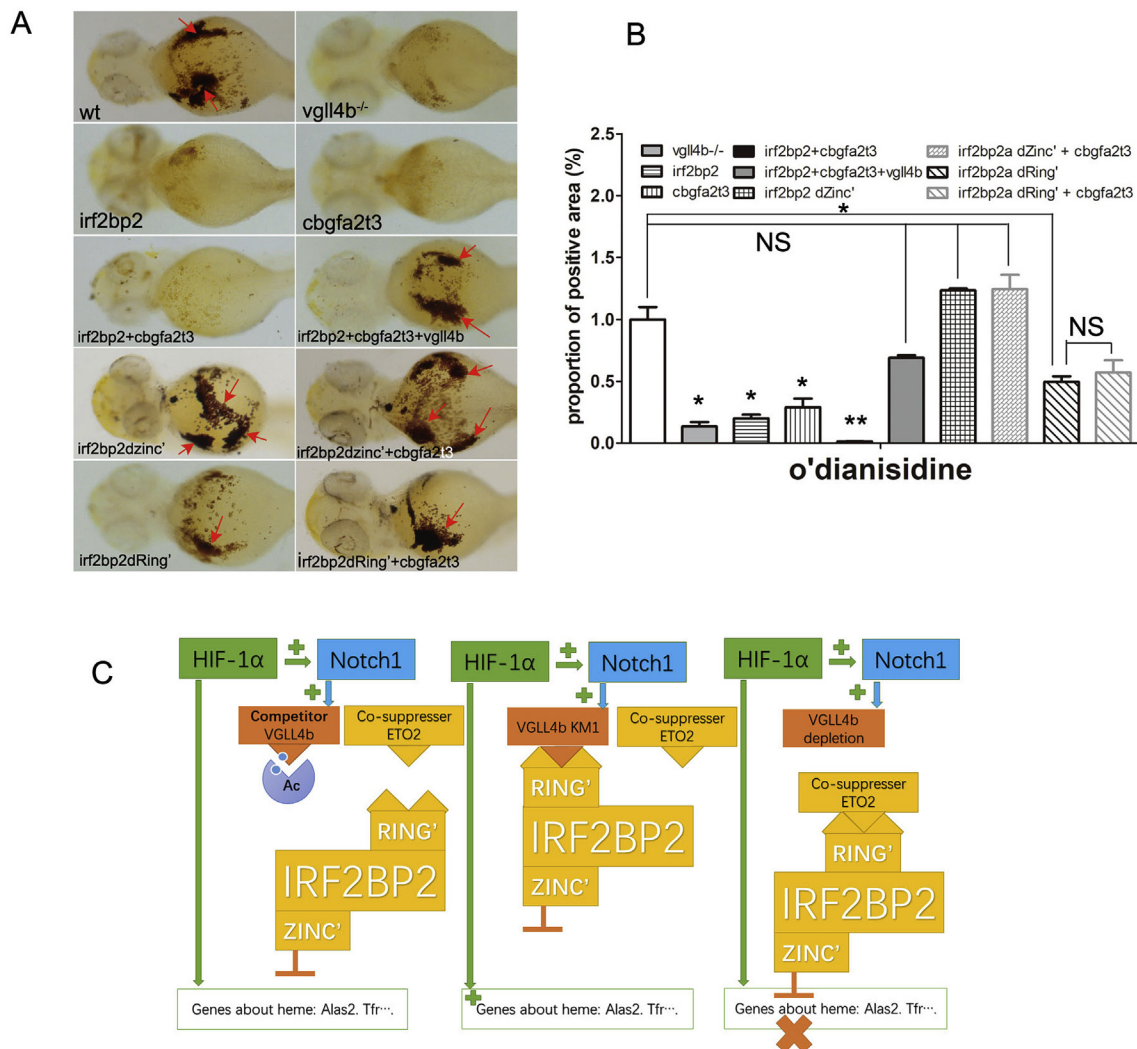 A
wt
vgll4b-/-
irf2bp2
cbgfa2t3
irf2bp2+cbgfa2t3
irf2bp2+cbgfa2t3+vgll4b
irf2bp2dzinc'
irf2bp2dzinc'+cbgfa2t3
irf2bp2dRing'
irf2bp2dRing'+cbgfa2t3
B
proportion of positive area (%)
2.5
2.0
1.5
1.0
0.5
0.0
vgll4b-/-
irf2bp2
cbgfa2t3
irf2bp2+cbgfa2t3
irf2bp2+cbgfa2t3+vgll4b
irf2bp2 dZinc'
irf2bp2a dZinc' + cbgfa2t3
irf2bp2a dRing'
irf2bp2a dRing' + cbgfa2t3
*
NS
NS
*
*
*
**
o'dianisidine
C
HIF-1α
Notch1
Competitor
VGLL4b
Co-suppresser
ETO2
Ac
RING'
IRF2BP2
ZINC'
Genes about heme: Alas2. Tfr···.
HIF-1α
Notch1
VGLL4b KM1
Co-suppresser
ETO2
RING'
IRF2BP2
ZINC'
Genes about heme: Alas2. Tfr···.
HIF-1α
Notch1
VGLL4b
depletion
Co-suppresser
ETO2
RING'
IRF2BP2
ZINC'
Genes about heme: Alas2. Tfr···.